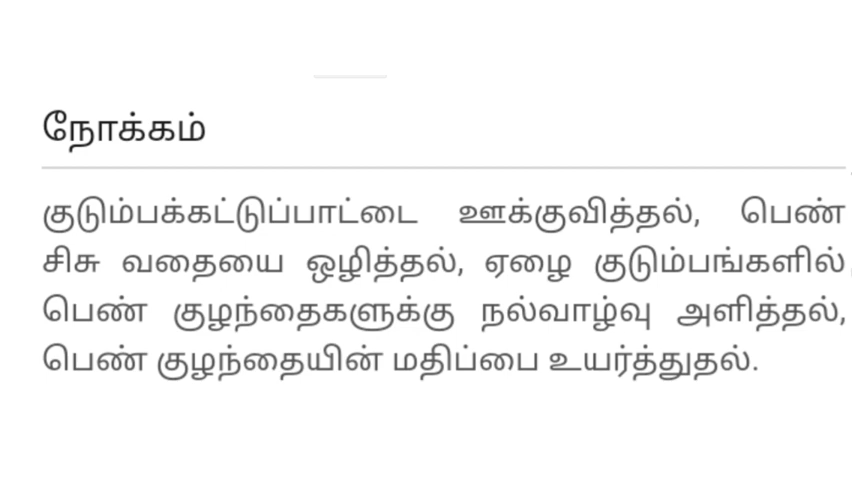 நோக்கம்
குடும்பக்கட்டுப்பாட்டை ஊக்குவித்தல், பெண்
சிசு வதையை ஒழித்தல், ஏழை குடும்பங்களில்
பெண் குழந்தைகளுக்கு நல்வாழ்வு அளித்தல்,
பெண் குழந்தையின் மதிப்பை உயர்த்துதல்.